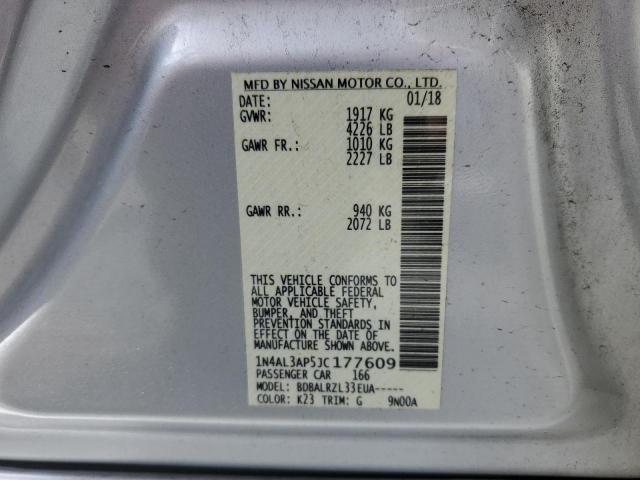 MFD BY NISSAN MOTOR CO., LTD.
DATE: 01/18
GVWR: 1917 KG
4226 LB
GAWR FR.: 1010 KG
2227 LB
GAWR RR.: 940 KG
2072 LB
THIS VEHICLE CONFORMS TO
ALL APPLICABLE FEDERAL
MOTOR VEHICLE SAFETY,
BUMPER, AND THEFT
PREVENTION STANDARDS IN
EFFECT ON THE DATE OF
MANUFACTURE SHOWN ABOVE.
1N4AL3AP5JC177609
PASSENGER CAR 166
MODEL: BDBALRZL33EUA-----
COLOR: K23 TRIM: G 9N00A